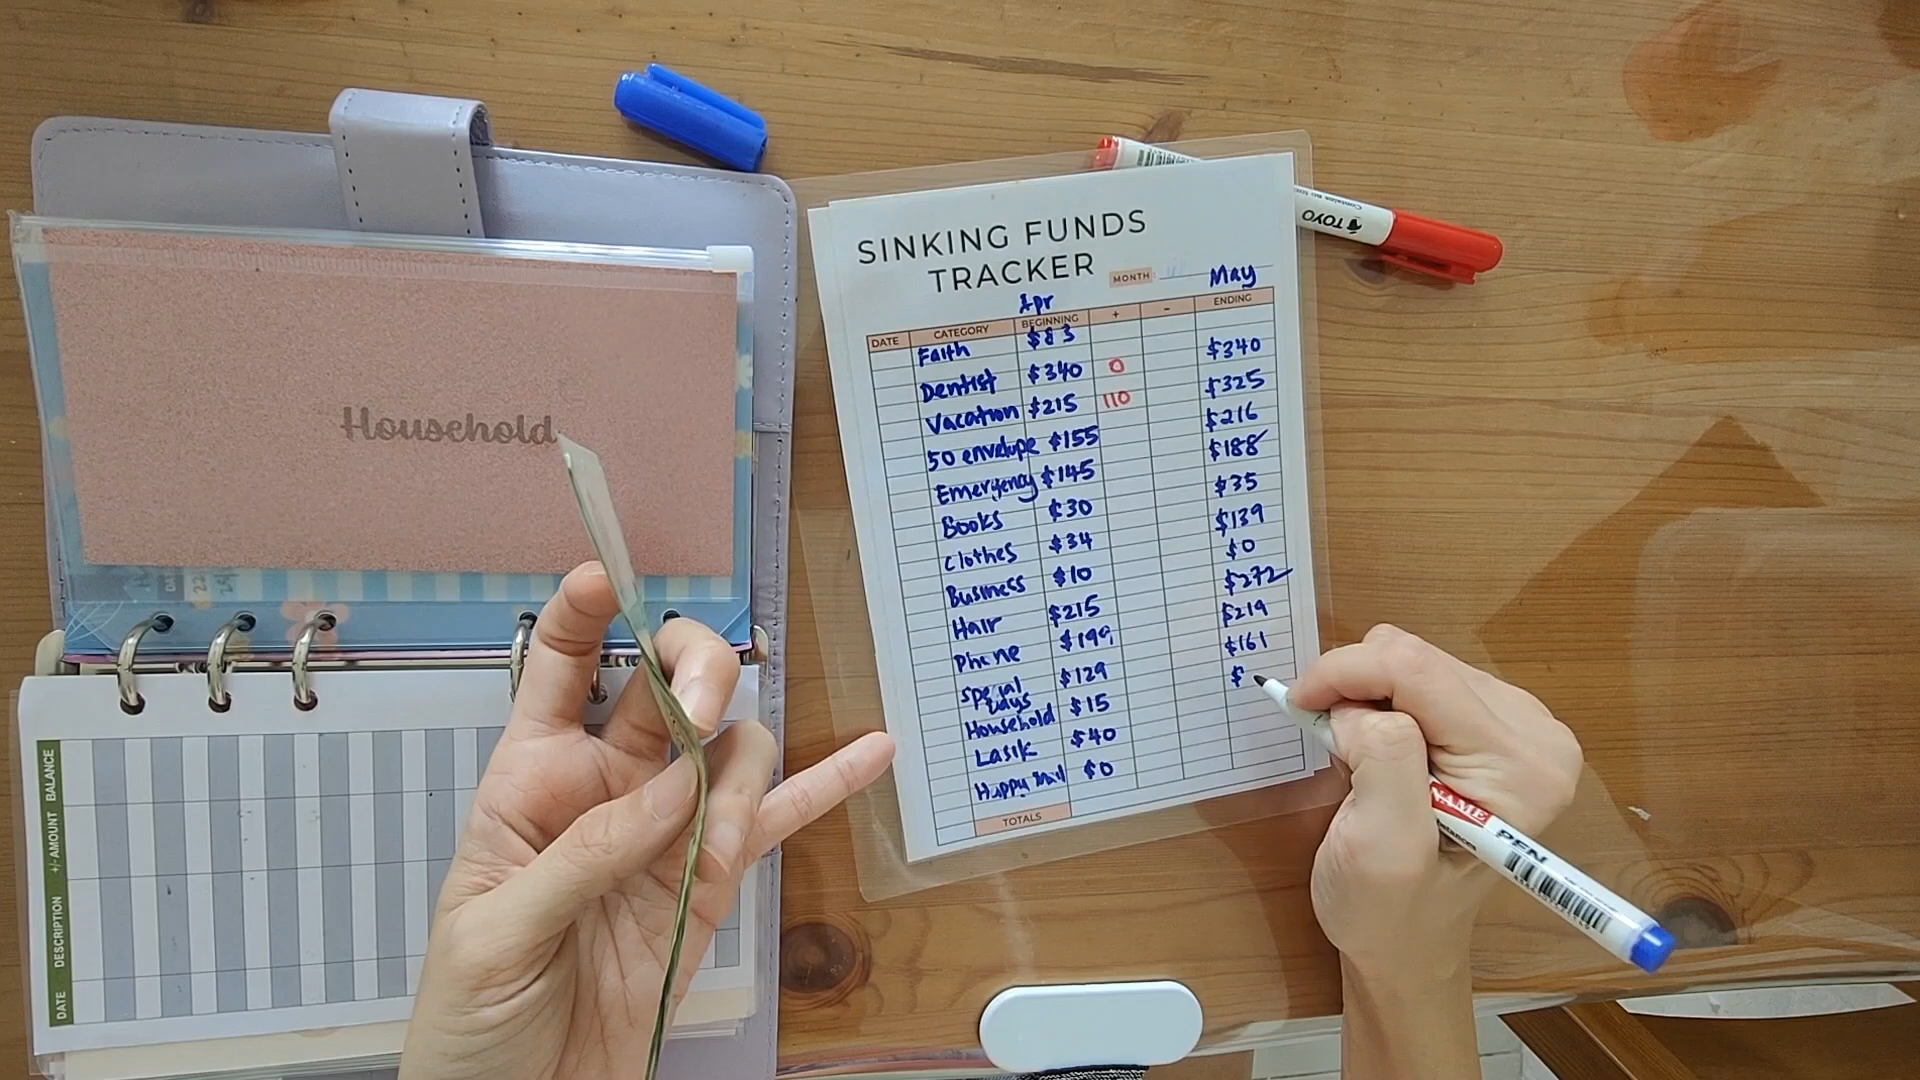 Household
SINKING FUNDS
TRACKER
MONTH:
Apr
May
DATE CATEGORY BEGINNING + - ENDING
Faith $83
Dentist $340 0 $340
Vacation $215 110 $325
50 envelope $155 $216
Emergency $145 $188
Books $30 $35
Clothes $34 $139
Business $10 $0
Hair $215 $272
Phone $199 $219
Special days $129 $161
Household $15 $
Lasik $40
Happy Mail $0
TOTALS
DATE DESCRIPTION +/- AMOUNT BALANCE
TOYO
NAME
PEN